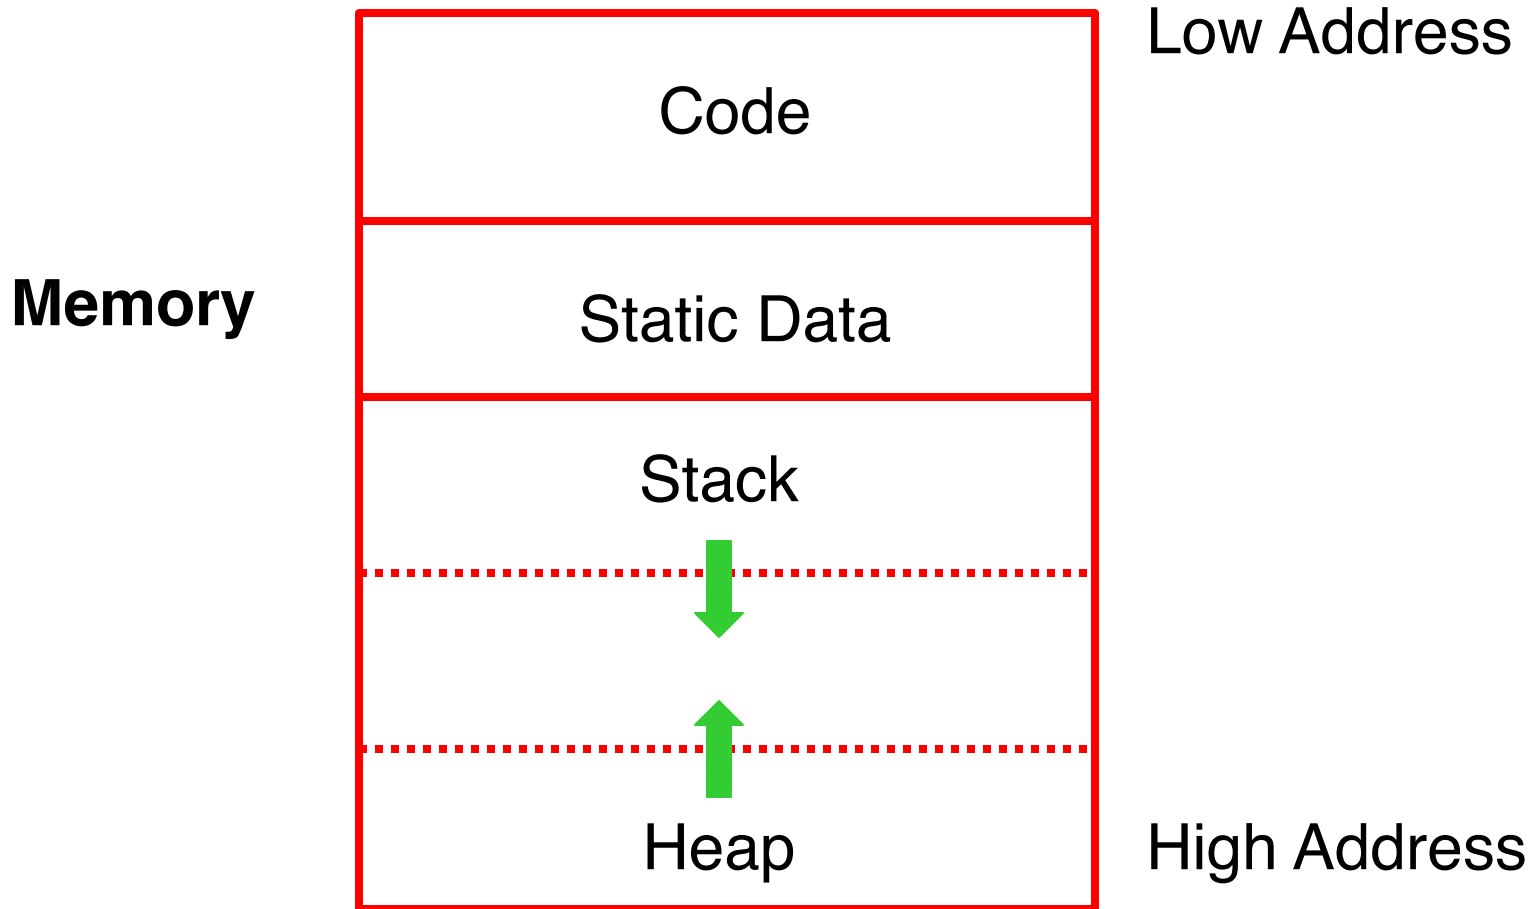 Low Address
Code
Memory
Static Data
Stack
Heap
High Address